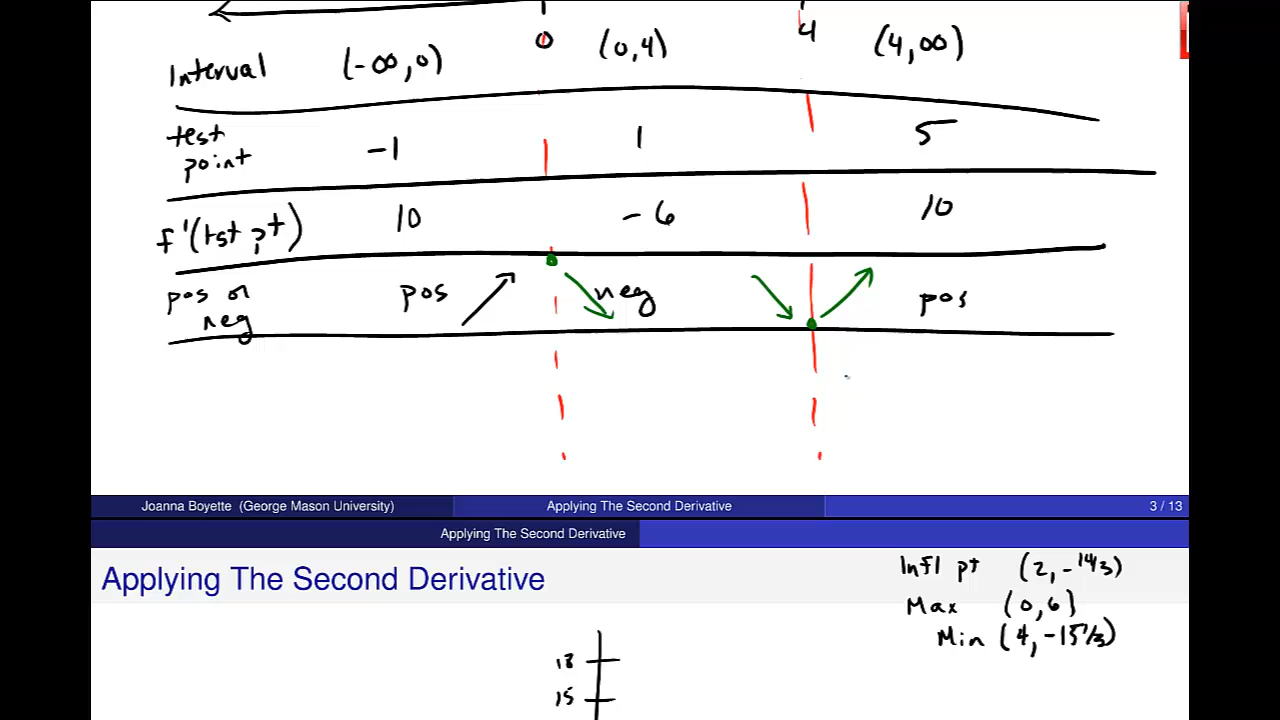 0 4
Interval (-∞,0) (0,4) (4,∞)
test point -1 1 5
f'(tst pt) 10 -6 10
pos or neg pos neg pos
Joanna Boyette (George Mason University) Applying The Second Derivative 3 / 13
Applying The Second Derivative
Applying The Second Derivative
Infl pt (2, -14/3)
Max (0,6)
Min (4, -15 1/3)
18
15